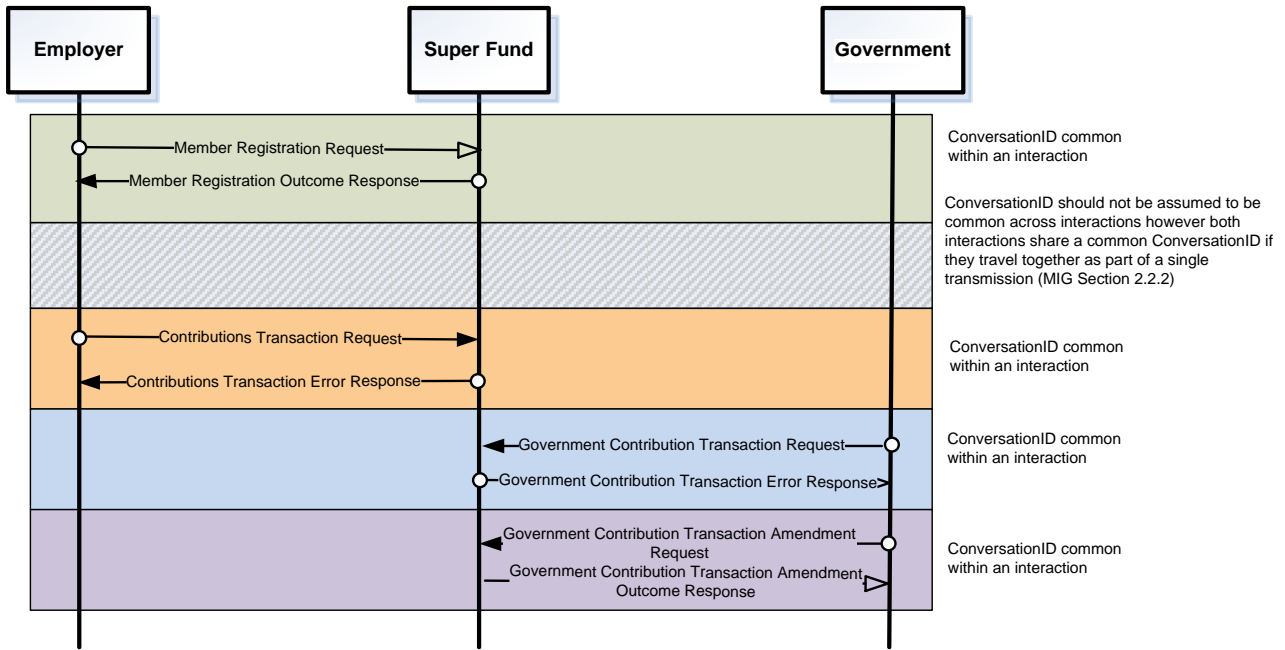 Employer
Super Fund
Government
Member Registration Request
Member Registration Outcome Response
ConversationID common
within an interaction
ConversationID should not be assumed to be
common across interactions however both
interactions share a common ConversationID if
they travel together as part of a single
transmission (MIG Section 2.2.2)
Contributions Transaction Request
Contributions Transaction Error Response
ConversationID common
within an interaction
Government Contribution Transaction Request
Government Contribution Transaction Error Response
ConversationID common
within an interaction
Government Contribution Transaction Amendment
Request
Government Contribution Transaction Amendment
Outcome Response
ConversationID common
within an interaction